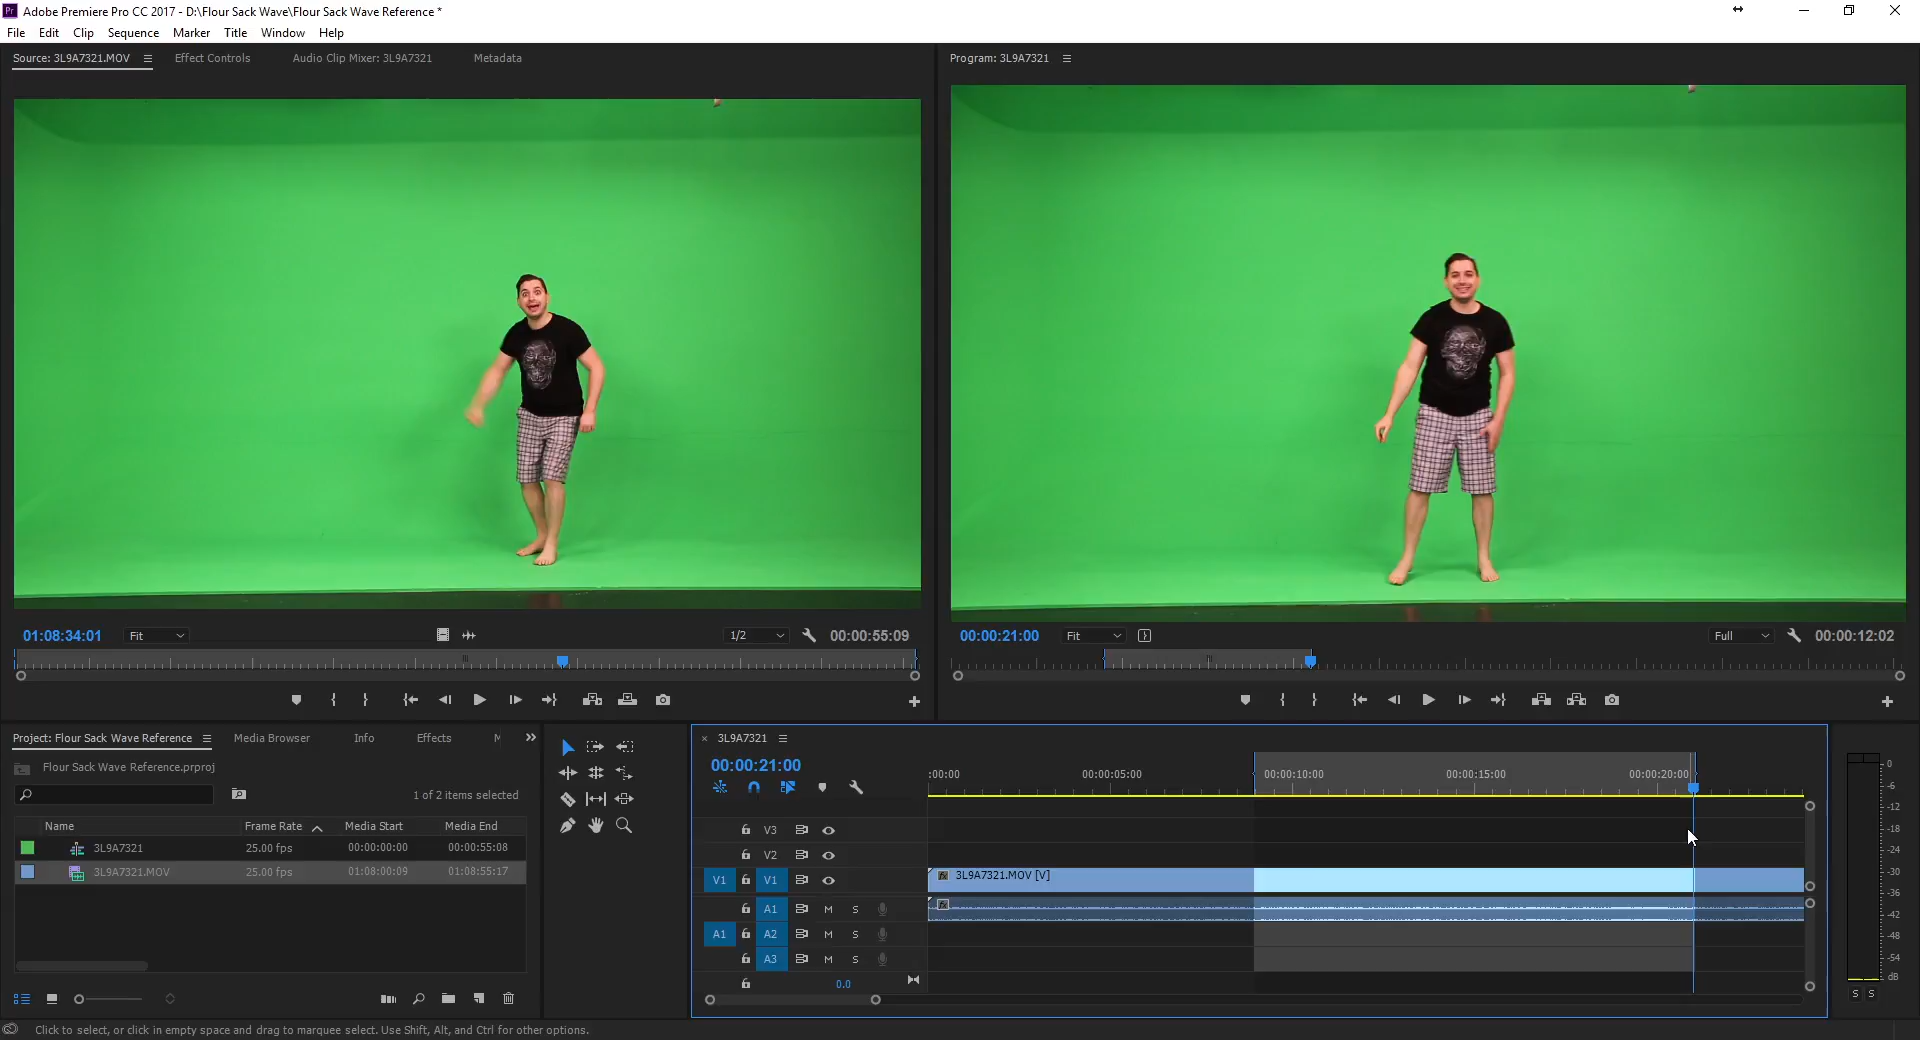 Pr Adobe Premiere Pro CC 2017 - D:\Flour Sack Wave\Flour Sack Wave Reference *
File Edit Clip Sequence Marker Title Window Help
Source: 3L9A7321.MOV Effect Controls Audio Clip Mixer: 3L9A7321 Metadata
Program: 3L9A7321
01:08:34:01 Fit 1/2 00:00:55:09
00:00:21:00 Fit Full 00:00:12:02
Project: Flour Sack Wave Reference Media Browser Info Effects M
Flour Sack Wave Reference.prproj
1 of 2 items selected
Name Frame Rate Media Start Media End
3L9A7321 25.00 fps 00:00:00:00 00:00:55:08
3L9A7321.MOV 25.00 fps 01:08:00:09 01:08:55:17
× 3L9A7321
00:00:21:00
:00:00 00:00:05:00 00:00:10:00 00:00:15:00 00:00:20:00
V3
V2
V1 V1 fx 3L9A7321.MOV [V]
A1 M S fx
A1 A2 M S
A3 M S
0.0
0
-6
-12
-18
-24
-30
-36
-42
-48
-54
dB
S S
Click to select, or click in empty space and drag to marquee select. Use Shift, Alt, and Ctrl for other options.